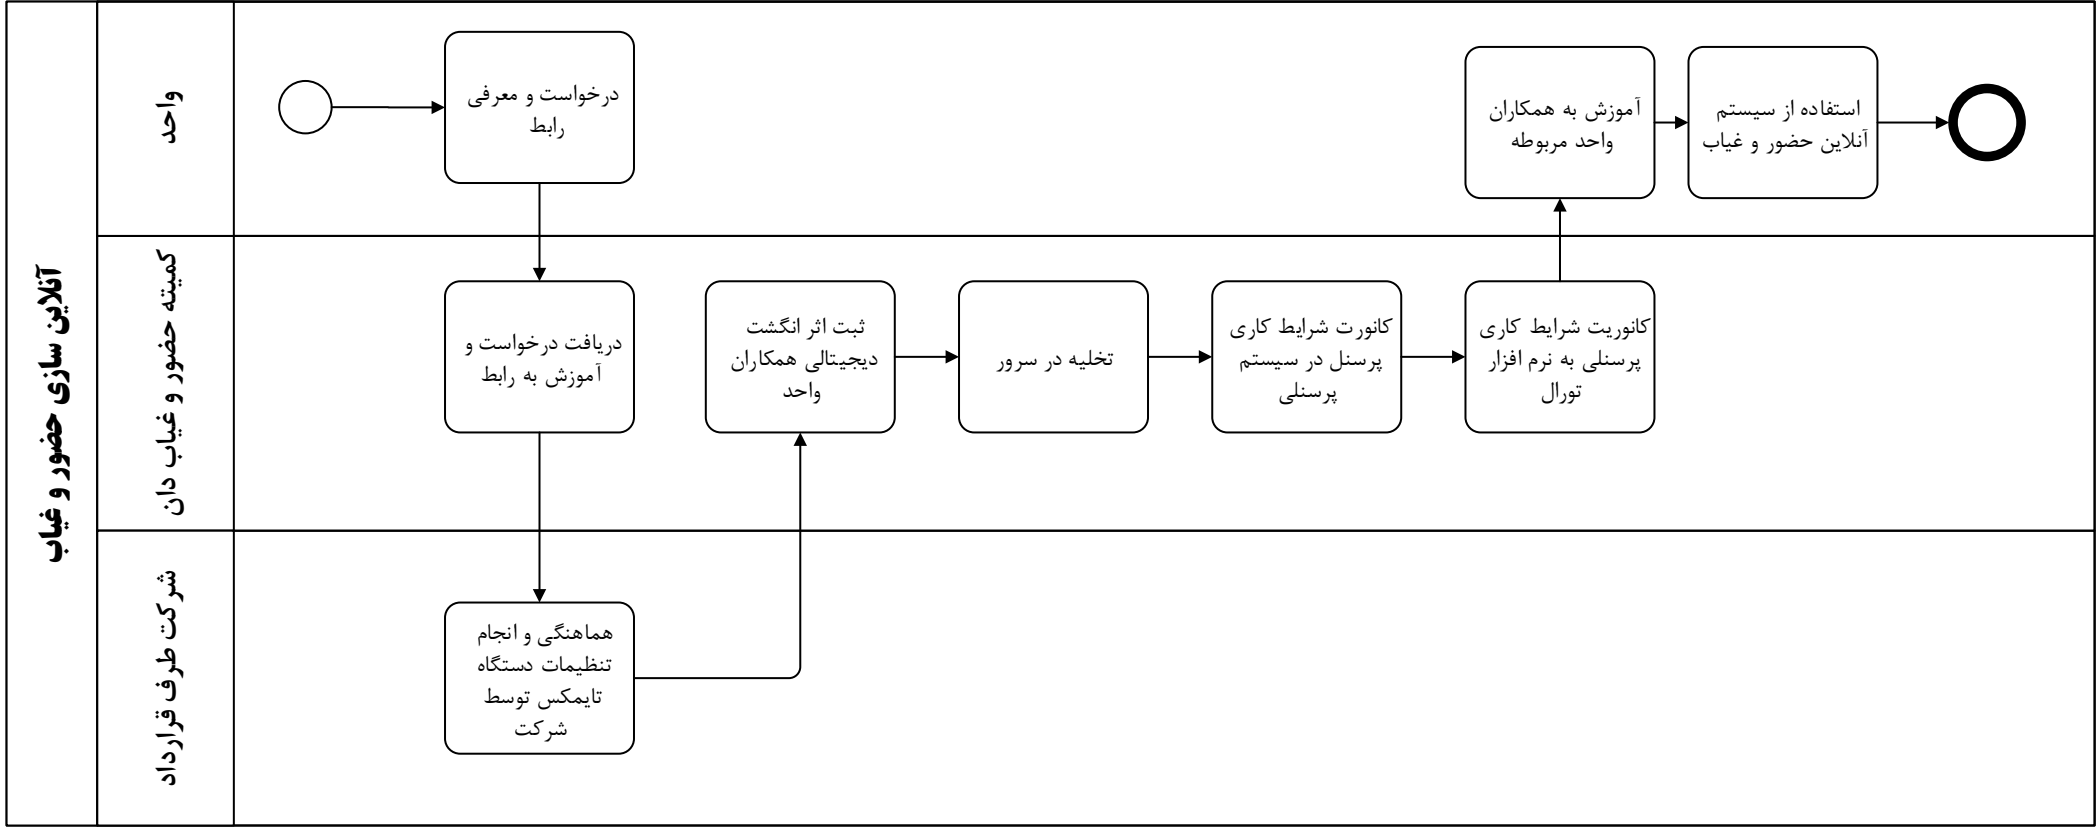 آنلاین سازی حضور و غیاب
واحد
درخواست و معرفی
رابط
آموزش به همکاران
واحد مربوطه
استفاده از سیستم
آنلاین حضور و غیاب
کمیته حضور و غیاب دان
دریافت درخواست و
آموزش به رابط
ثبت اثر انگشت
دیجیتالی همکاران
واحد
تخلیه در سرور
کانورت شرایط کاری
پرسنل در سیستم
پرسنلی
کانوریت شرایط کاری
پرسنلی به نرم افزار
تورال
شرکت طرف قرارداد
هماهنگی و انجام
تنظیمات دستگاه
تایمکس توسط
شرکت